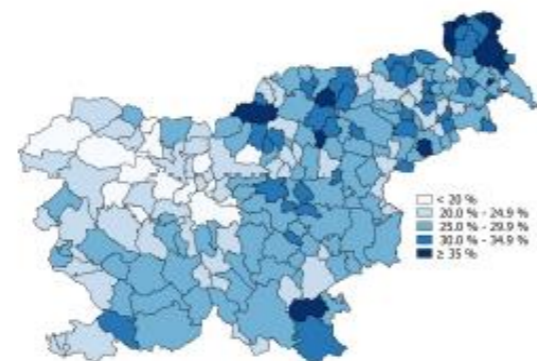 < 20 %
20.0 % - 24.9 %
25.0 % - 29.9 %
30.0 % - 34.9 %
≥ 35 %